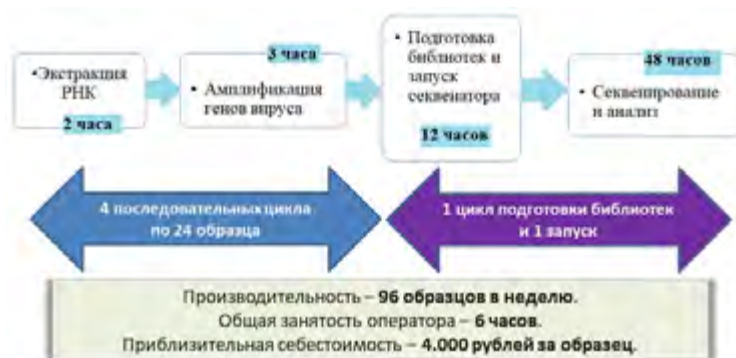 •Экстракция
РНК
2 часа
3 часа
• Амплификация
генов вируса
• Подготовка
библиотек и
запуск
секвенатора
12 часов
48 часов
• Секвенирование
и анализ
4 последовательных цикла
по 24 образца
1 цикл подготовки библиотек
и 1 запуск
Производительность – 96 образцов в неделю.
Общая занятость оператора – 6 часов.
Приблизительная себестоимость – 4.000 рублей за образец.